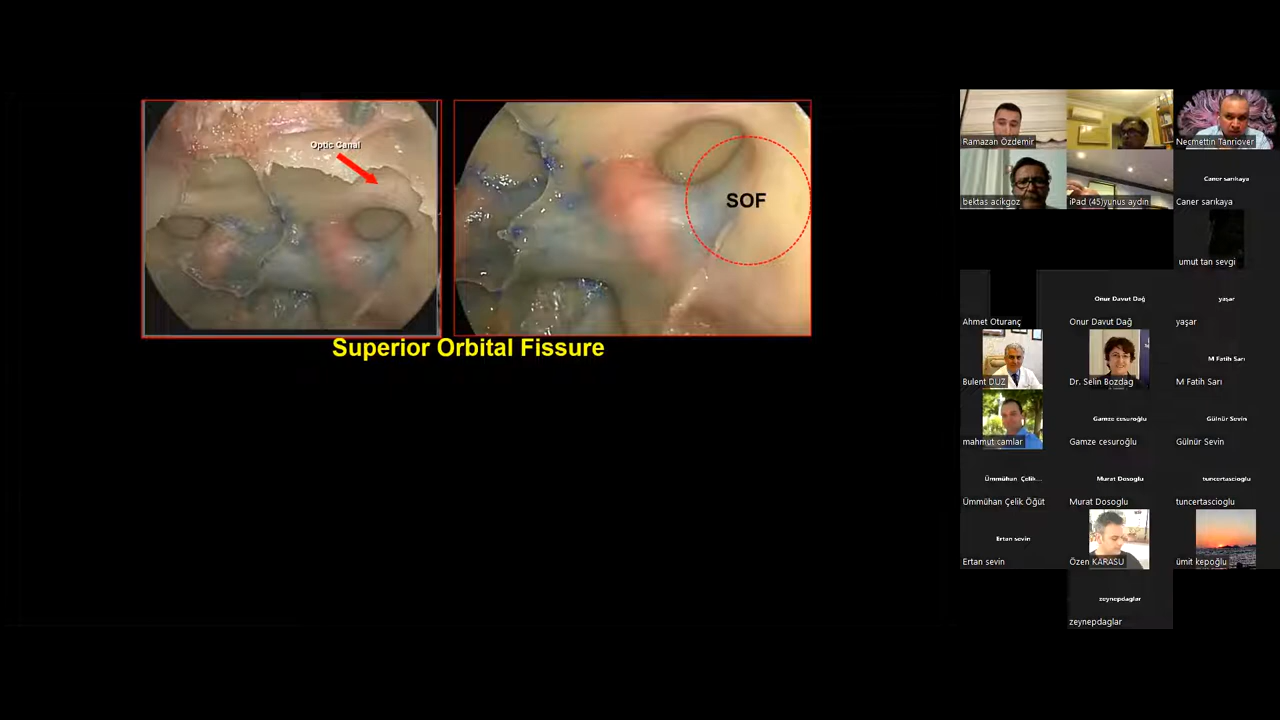 Optic Canal
SOF
Superior Orbital Fissure
Ramazan Özdemir
Necmettin Tanriover
bektas acikgoz
iPad (45)yunus aydin
Caner sarıkaya
Caner sarıkaya
umut tan sevgi
Ahmet Oturanç
Onur Davut Dağ
Onur Davut Dağ
yaşar
yaşar
Bulent DUZ
Dr. Selin Bozdag
M Fatih Sarı
M Fatih Sarı
mahmut camlar
Gamze cesuroğlu
Gamze cesuroğlu
Gülnür Sevin
Gülnür Sevin
Ümmühan Çelik...
Ümmühan Çelik Öğüt
Murat Dosoglu
Murat Dosoglu
tuncertascioglu
tuncertascioglu
Ertan sevin
Ertan sevin
Özen KARASU
ümit kepoğlu
zeynepdaglar
zeynepdaglar